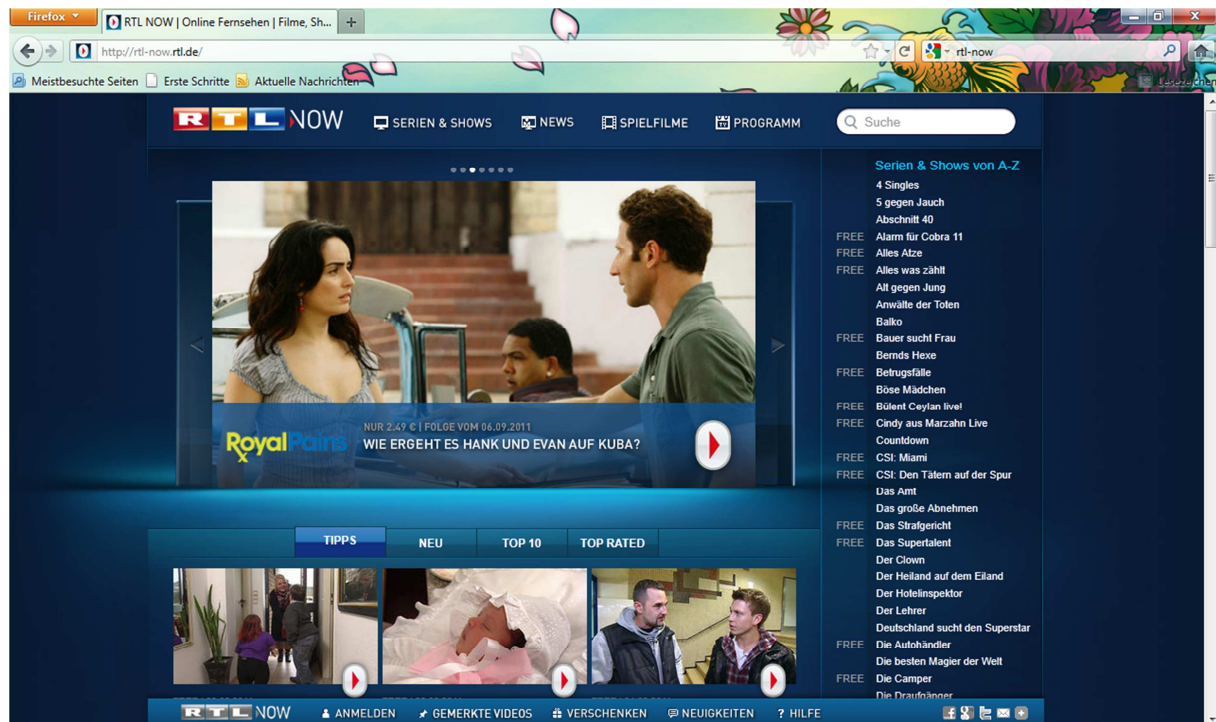 Firefox
RTL NOW | Online Fernsehen | Filme, Sh...
http://rtl-now.rtl.de/
rtl-now
Meistbesuchte Seiten
Erste Schritte
Aktuelle Nachrichten
Lesezeichen
RTL NOW
SERIEN & SHOWS
NEWS
SPIELFILME
PROGRAMM
Suche
Royal Pains
NUR 2.49 € | FOLGE VOM 06.09.2011
WIE ERGEHT ES HANK UND EVAN AUF KUBA?
TIPPS
NEU
TOP 10
TOP RATED
Serien & Shows von A-Z
4 Singles
5 gegen Jauch
Abschnitt 40
FREE Alarm für Cobra 11
FREE Alles Atze
FREE Alles was zählt
Alt gegen Jung
Anwälte der Toten
Balko
FREE Bauer sucht Frau
Bernds Hexe
FREE Betrugsfälle
Böse Mädchen
FREE Bülent Ceylan live!
FREE Cindy aus Marzahn Live
Countdown
FREE CSI: Miami
FREE CSI: Den Tätern auf der Spur
Das Amt
Das große Abnehmen
FREE Das Strafgericht
FREE Das Supertalent
Der Clown
Der Heiland auf dem Eiland
Der Hotelinspektor
Der Lehrer
Deutschland sucht den Superstar
FREE Die Autohändler
Die besten Magier der Welt
FREE Die Camper
Die Draufgänger
RTL NOW
ANMELDEN
GEMERKTE VIDEOS
VERSCHENKEN
NEUIGKEITEN
? HILFE